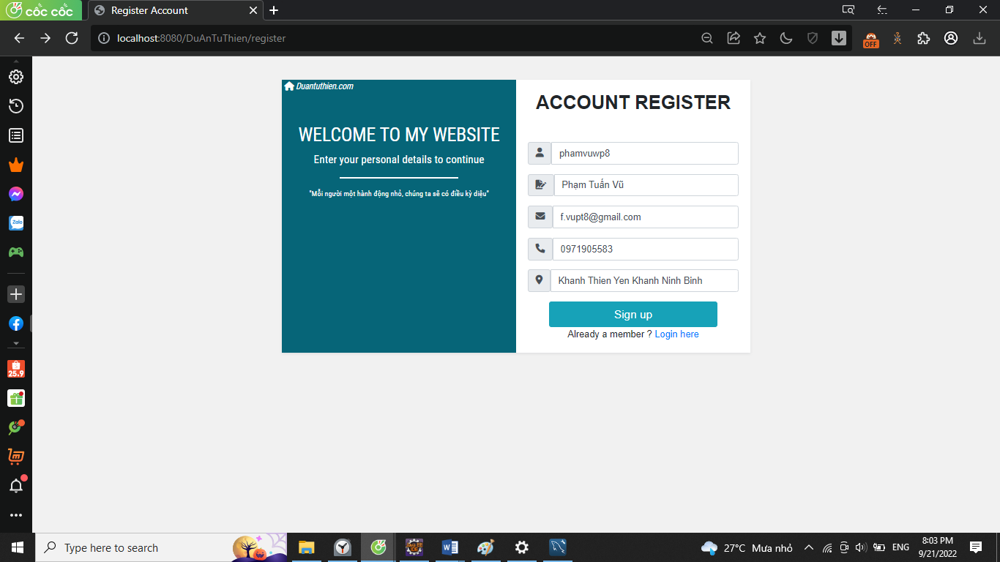 cốc cốc
Register Account
localhost:8080/DuAnTuThien/register
OFF
Duantuthien.com
WELCOME TO MY WEBSITE
Enter your personal details to continue
"Mỗi người một hành động nhỏ, chúng ta sẽ có điều kỳ diệu"
ACCOUNT REGISTER
phamvuwp8
Phạm Tuấn Vũ
f.vupt8@gmail.com
0971905583
Khanh Thien Yen Khanh Ninh Binh
Sign up
Already a member ? Login here
Zalo
25.9
Type here to search
27°C Mưa nhỏ
ENG
8:03 PM
9/21/2022